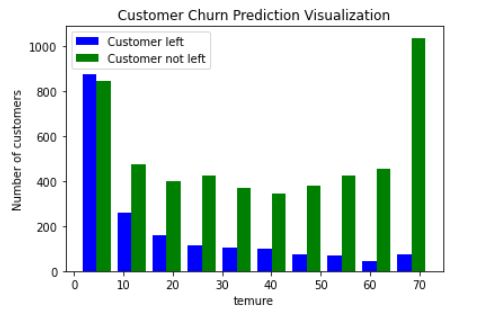 Customer Churn Prediction Visualization
Customer left
Customer not left
Number of customers
1000
800
600
400
200
0
0 10 20 30 40 50 60 70
temure